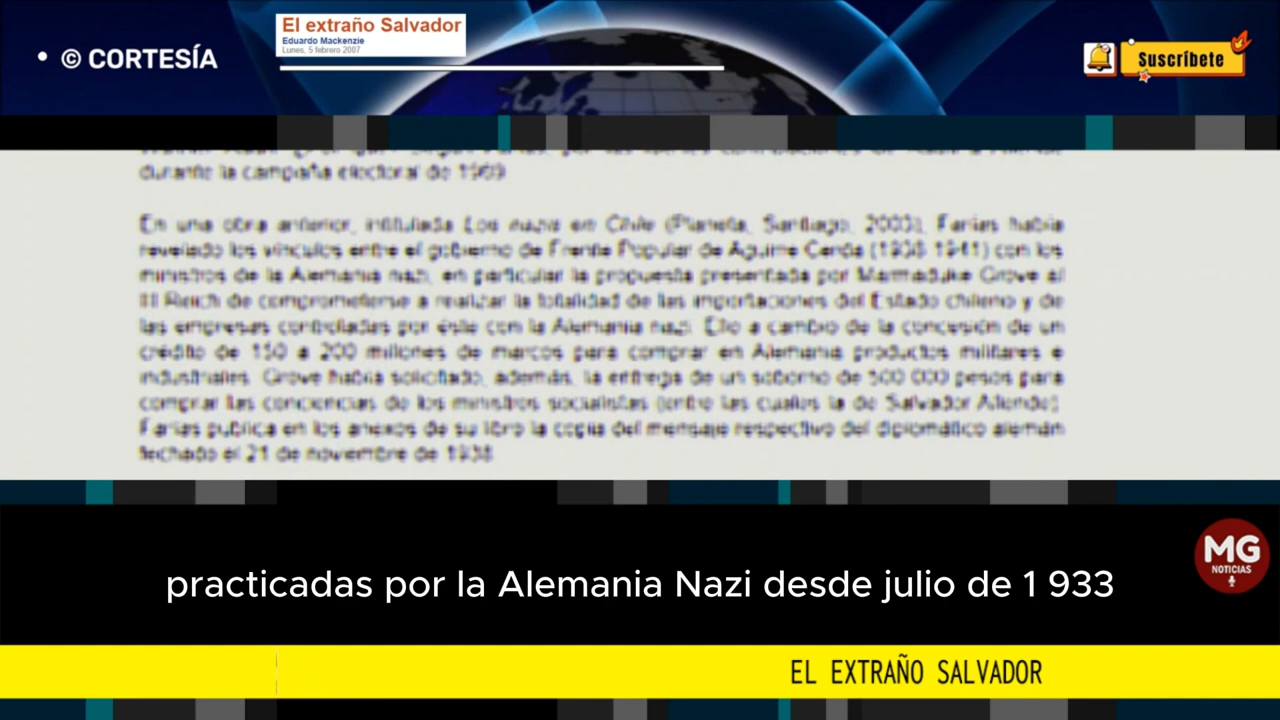 El extraño Salvador
Eduardo Mackenzie
Lunes, 5 febrero 2007
• © CORTESÍA
Suscríbete
durante la campaña electoral de 1969
En una obra anterior, intitulada Los nazis en Chile (Planeta, Santiago, 2003), Farías había
revelado los vínculos entre el gobierno de Frente Popular de Aguirre Cerda (1938 1941) con los
ministros de la Alemania nazi, en particular la propuesta presentada por Marmaduke Grove al
III Reich de comprometerse a realizar la totalidad de las importaciones del Estado chileno y de
las empresas controladas por éste con la Alemania nazi. Ello a cambio de la concesión de un
crédito de 150 a 200 millones de marcos para comprar en Alemania productos militares e
industriales. Grove había solicitado, además, la entrega de un soborno de 500 000 pesos para
comprar las conciencias de los ministros socialistas (entre las cuales la de Salvador Allende).
Farías publica en los anexos de su libro la copia del mensaje respectivo del diplomático alemán
fechado el 21 de noviembre de 1938
practicadas por la Alemania Nazi desde julio de 1 933
MG
NOTICIAS
EL EXTRAÑO SALVADOR